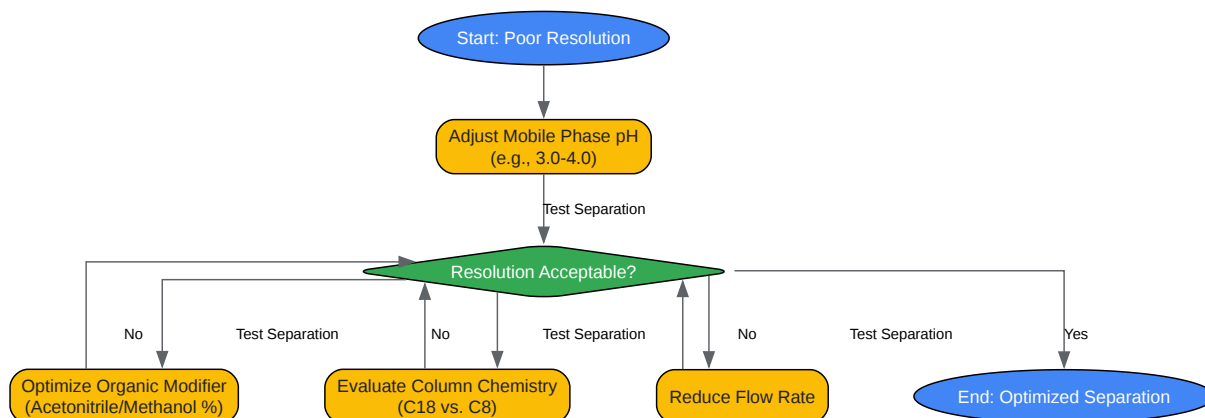 Start: Poor Resolution
Adjust Mobile Phase pH
(e.g., 3.0-4.0)
Test Separation
Resolution Acceptable?
No
Test Separation
No
Test Separation
No
Test Separation
Yes
Optimize Organic Modifier
(Acetonitrile/Methanol %)
Evaluate Column Chemistry
(C18 vs. C8)
Reduce Flow Rate
End: Optimized Separation